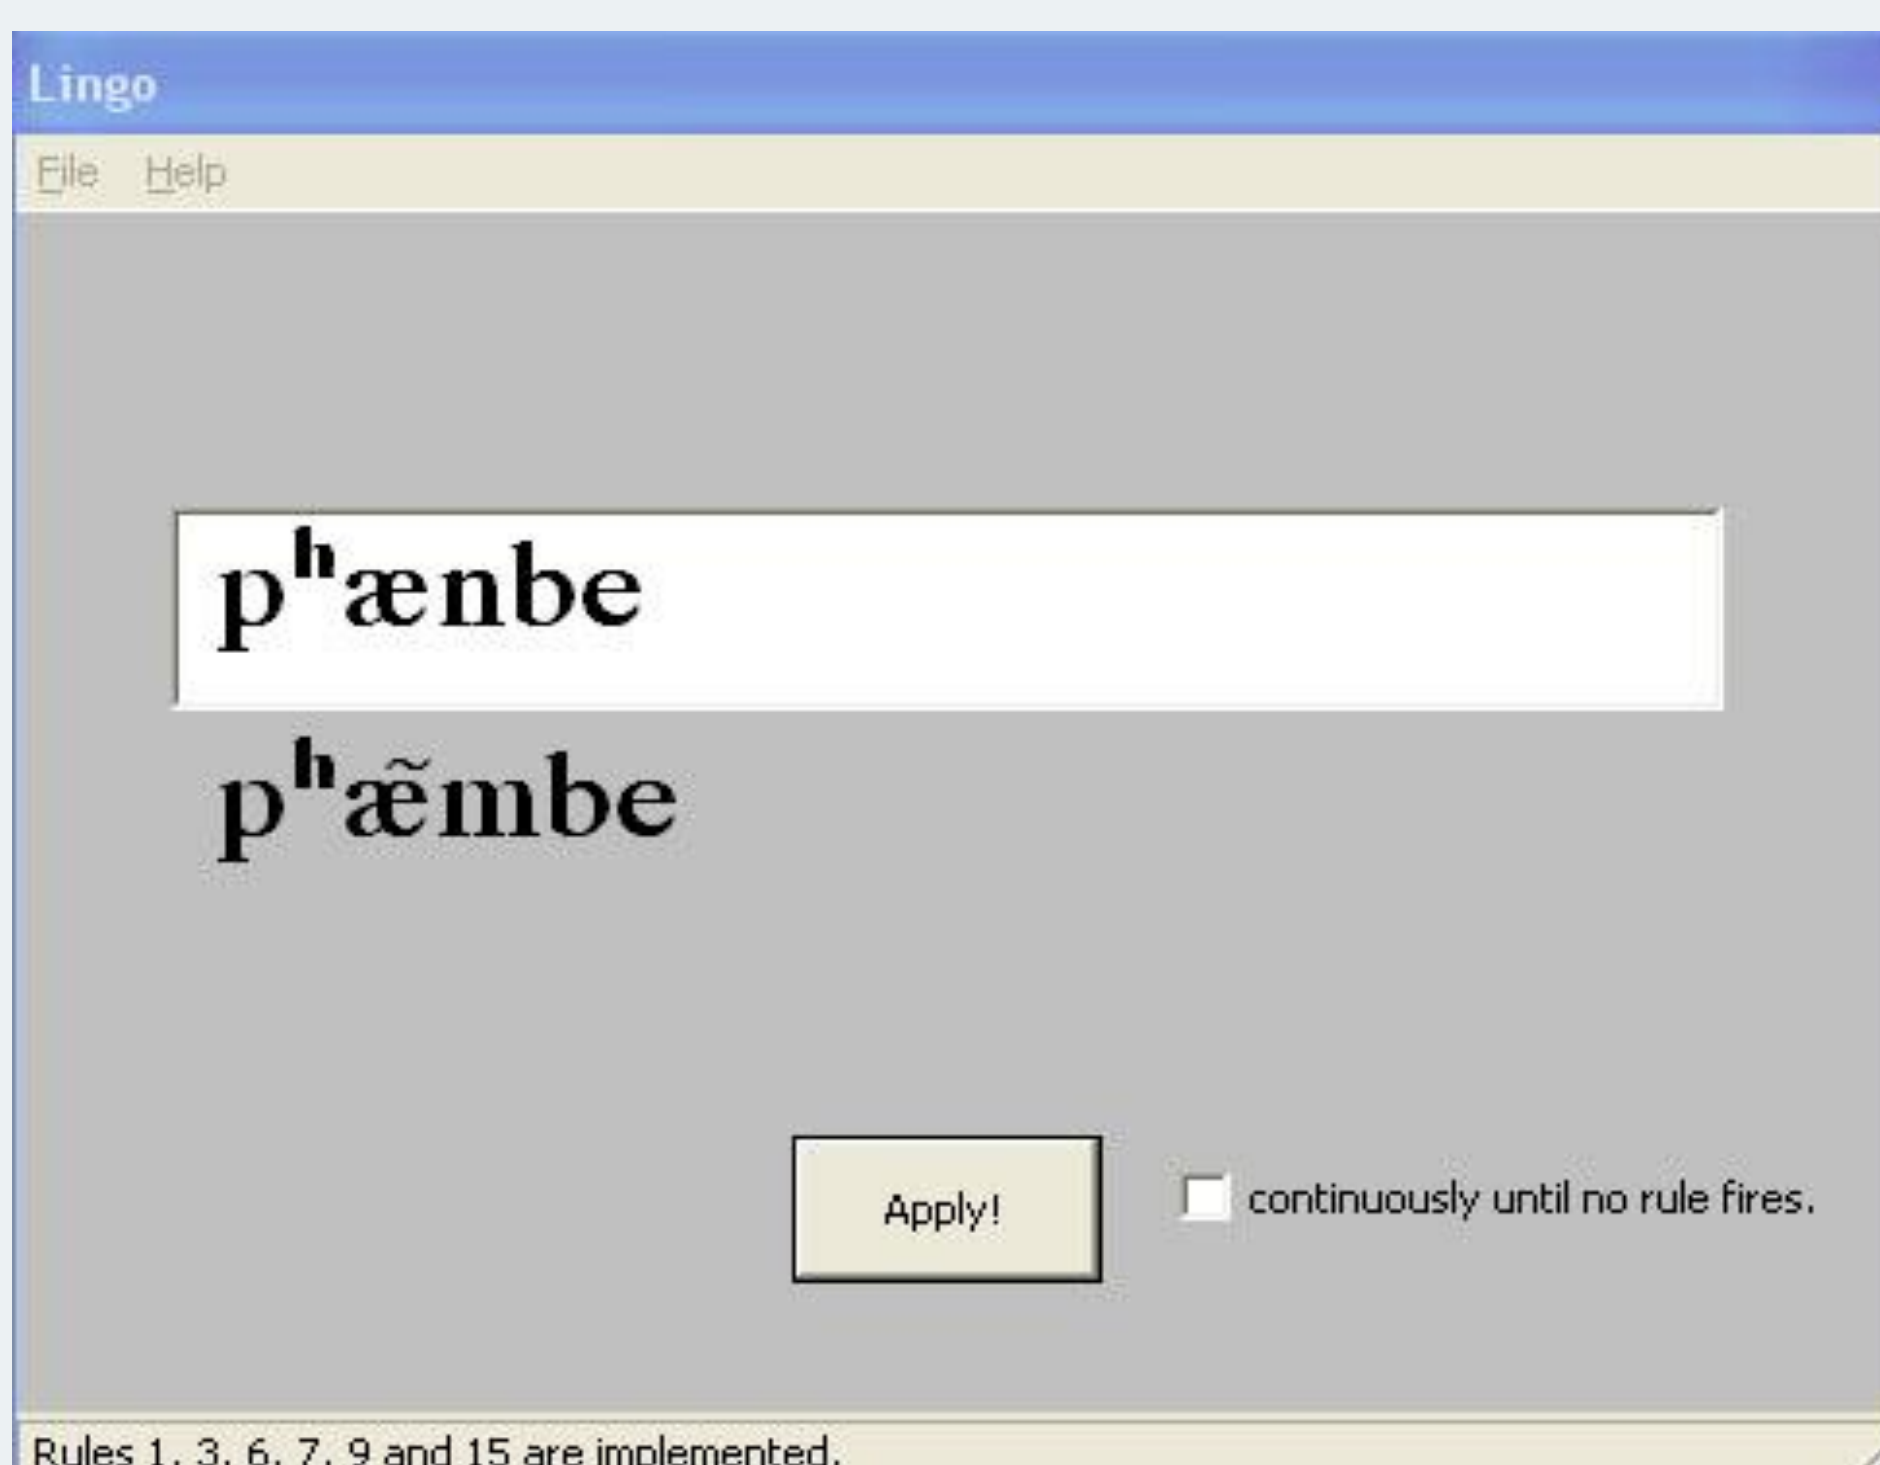 Lingo
File Help
pʰænbe
pʰæ̃mbe
Apply! continuously until no rule fires.
Rules 1, 3, 6, 7, 9 and 15 are implemented.